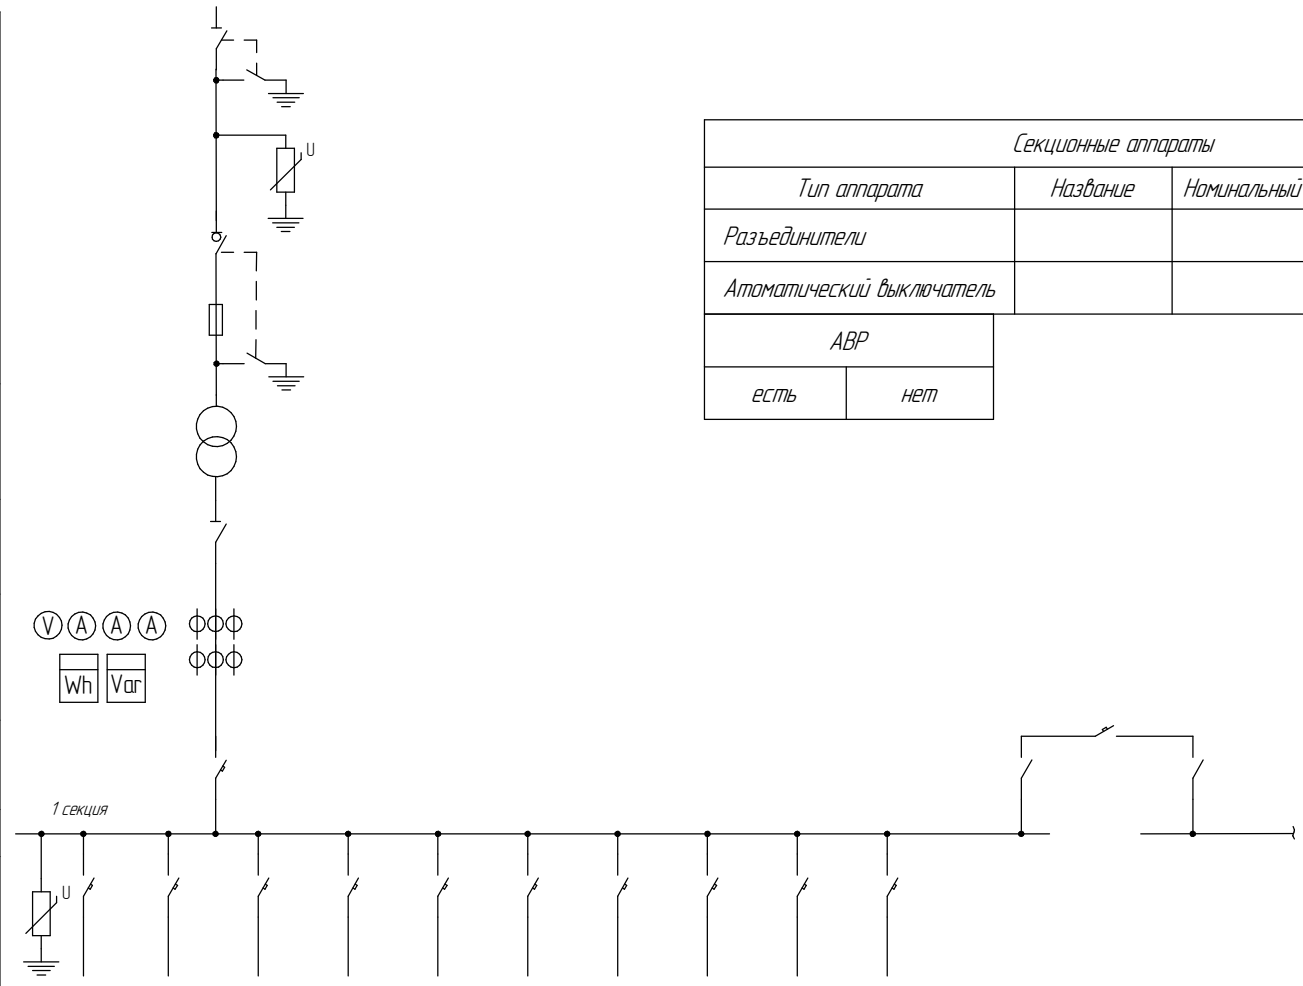 U
Секционные аппараты
Тип аппарата Название Номинальный
Разъединители
Атоматический выключатель
АВР
есть нет
V A A A
Wh Var
1 секция
U